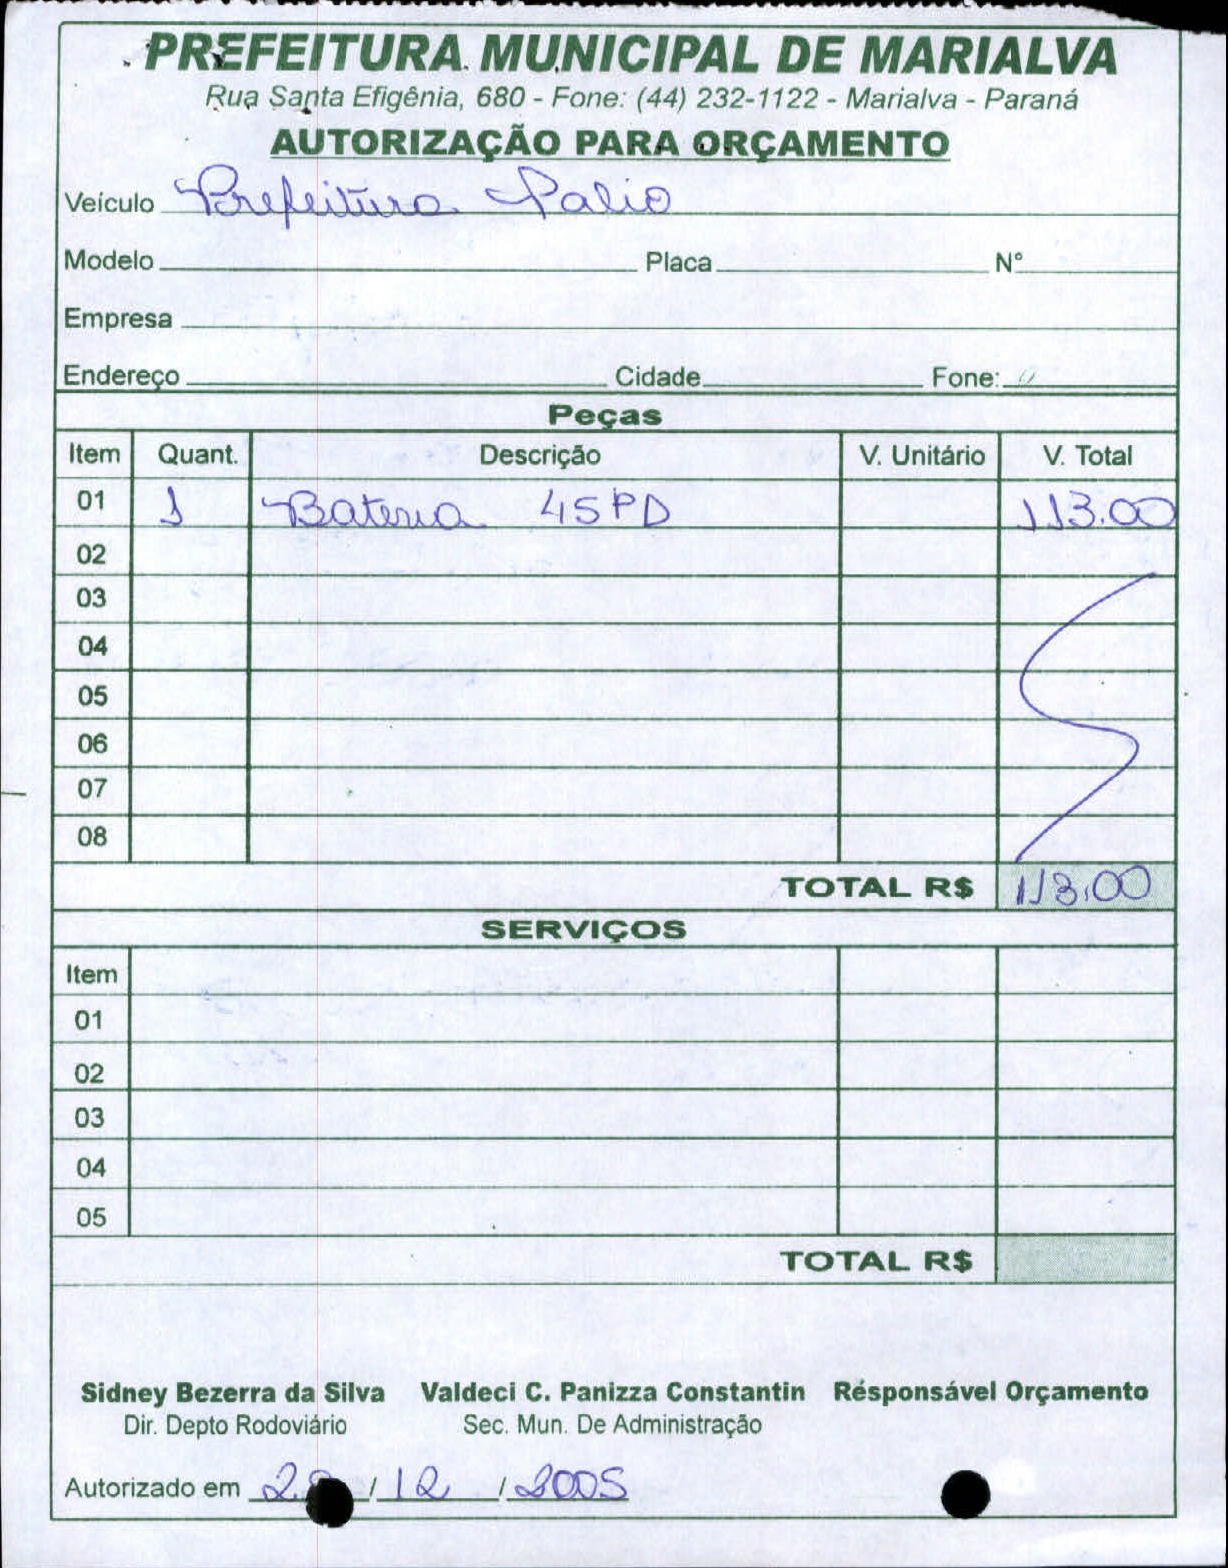 PREFEITURA MUNICIPAL DE MARIALVA
Rua Santa Efigênia, 680 - Fone: (44) 232-1122 - Marialva - Paraná
AUTORIZAÇÃO PARA ORÇAMENTO
Veículo Prefeitura Palio
Modelo Placa Nº
Empresa
Endereço Cidade Fone:
Peças
Item Quant. Descrição V. Unitário V. Total
01 1 Bateria 45PD 113.00
02
03
04
05
06
07
08
TOTAL R$ 113,00
SERVIÇOS
Item
01
02
03
04
05
TOTAL R$
Sidney Bezerra da Silva Valdeci C. Panizza Constantin Résponsável Orçamento
Dir. Depto Rodoviário Sec. Mun. De Administração
Autorizado em / 12 / 2005